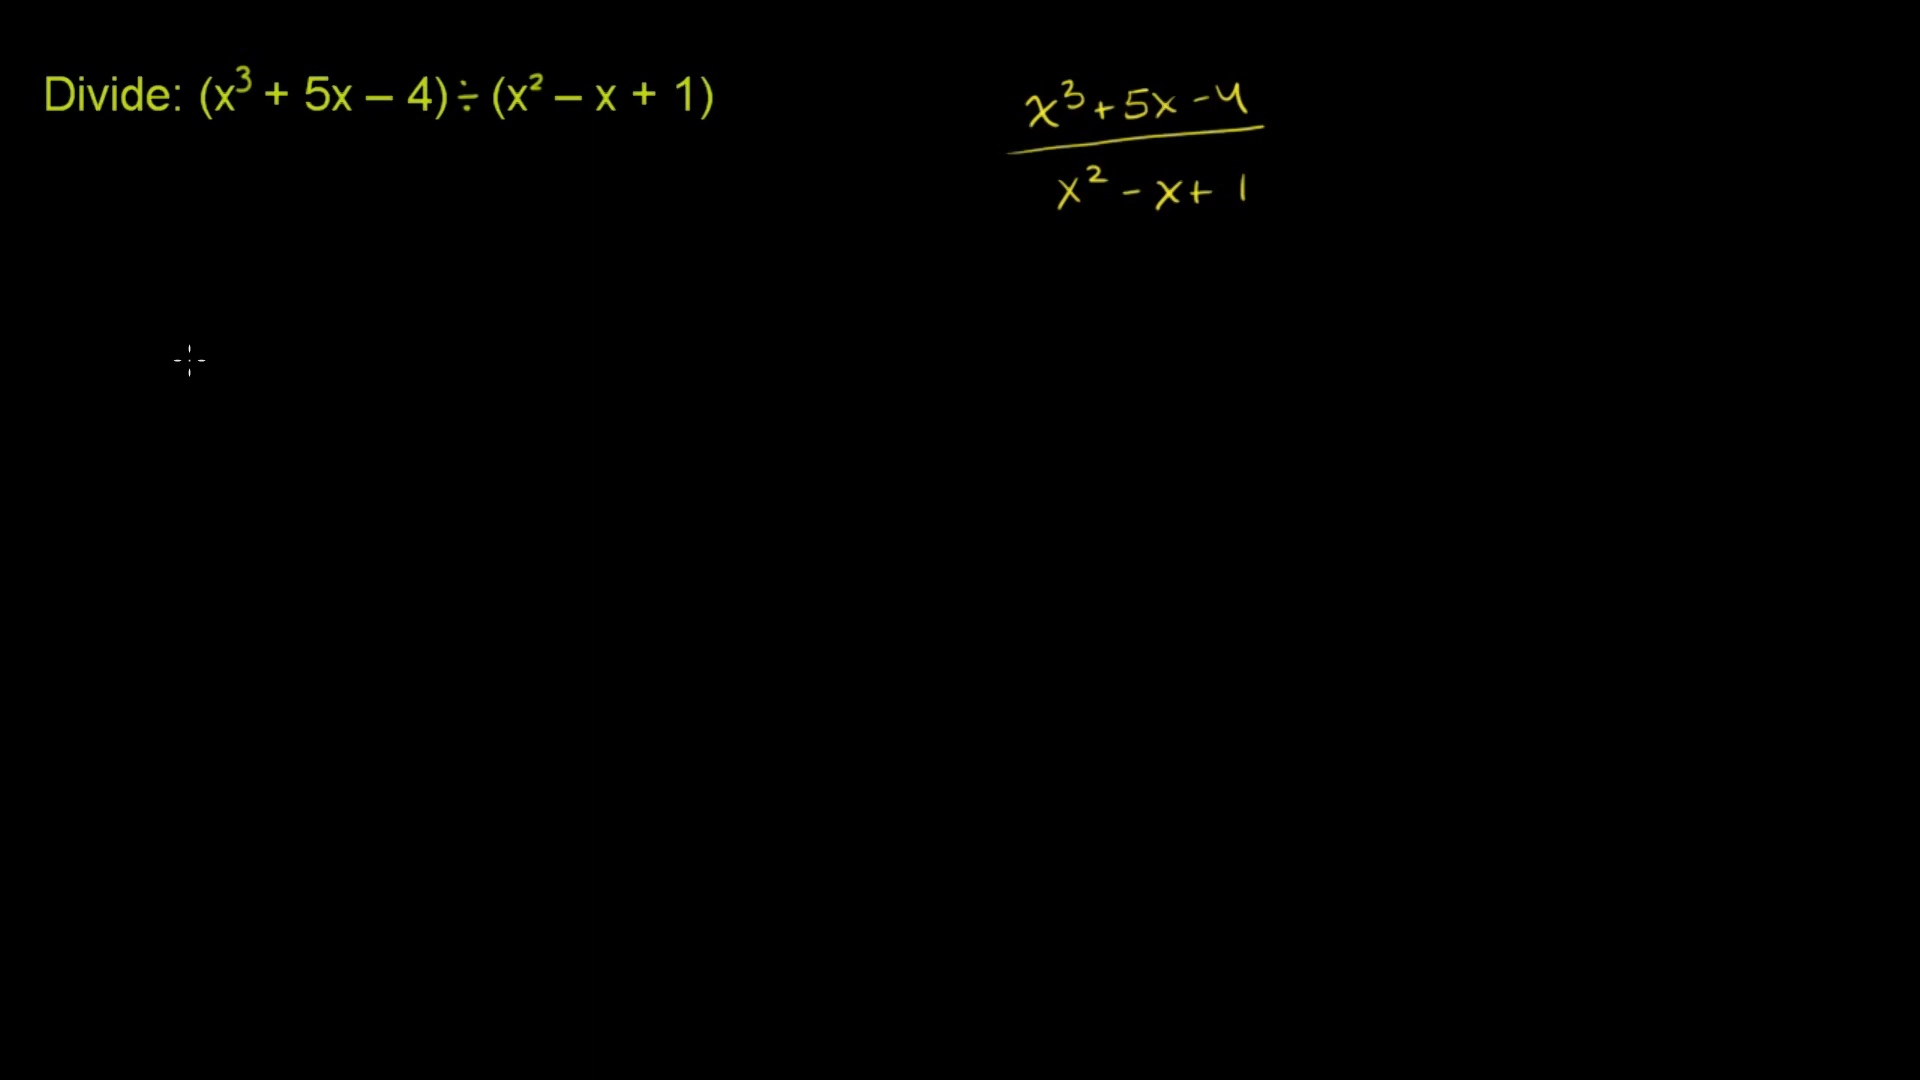 Divide: (x³ + 5x – 4) ÷ (x² – x + 1)
x³ + 5x - 4
x² - x + 1